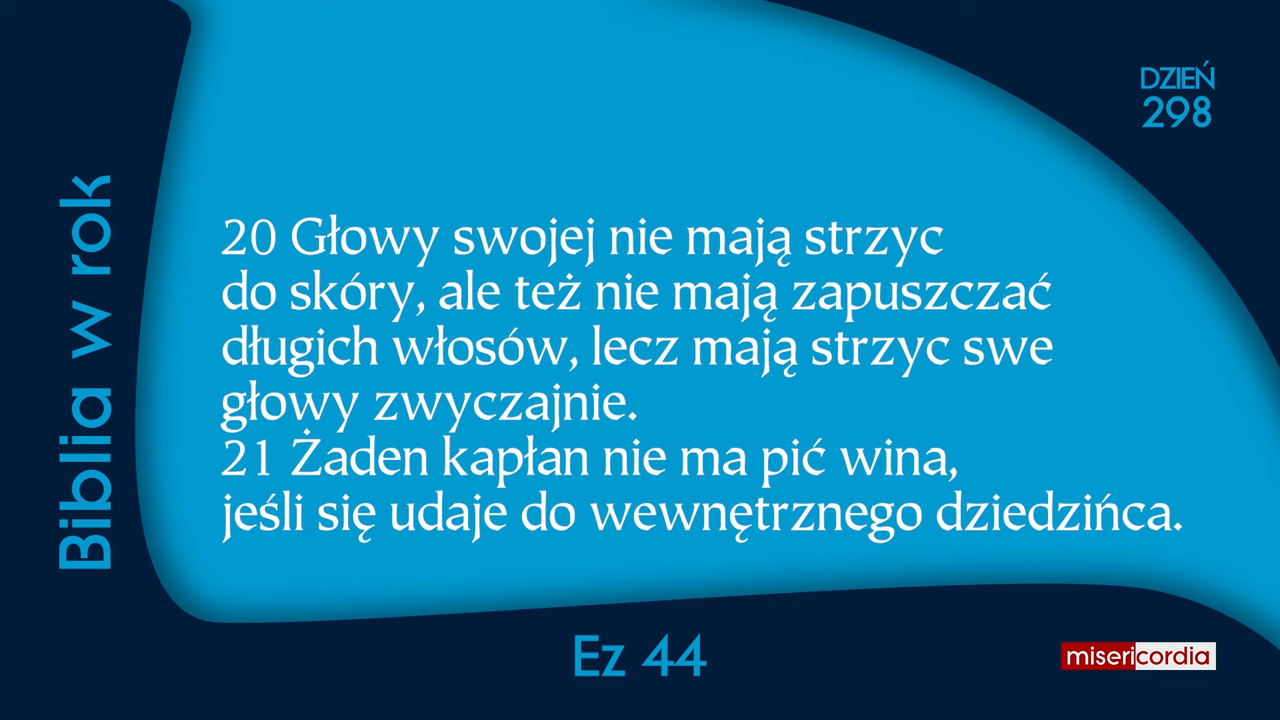 DZIEŃ
298
Biblia w rok
20 Głowy swojej nie mają strzyc
do skóry, ale też nie mają zapuszczać
długich włosów, lecz mają strzyc swe
głowy zwyczajnie.
21 Żaden kapłan nie ma pić wina,
jeśli się udaje do wewnętrznego dziedzińca.
Ez 44
misericordia